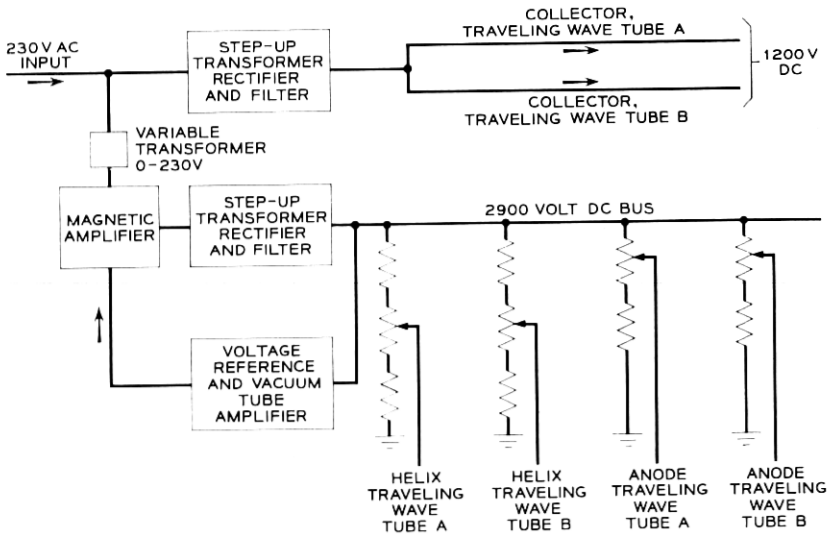 COLLECTOR,
TRAVELING WAVE TUBE A
230 V AC
INPUT
STEP-UP
TRANSFORMER
RECTIFIER
AND FILTER
1200 V
DC
COLLECTOR,
TRAVELING WAVE TUBE B
VARIABLE
TRANSFORMER
0-230V
MAGNETIC
AMPLIFIER
STEP-UP
TRANSFORMER
RECTIFIER
AND FILTER
2900 VOLT DC BUS
VOLTAGE
REFERENCE
AND VACUUM
TUBE
AMPLIFIER
HELIX
TRAVELING
WAVE
TUBE A
HELIX
TRAVELING
WAVE
TUBE B
ANODE
TRAVELING
WAVE
TUBE A
ANODE
TRAVELING
WAVE
TUBE B